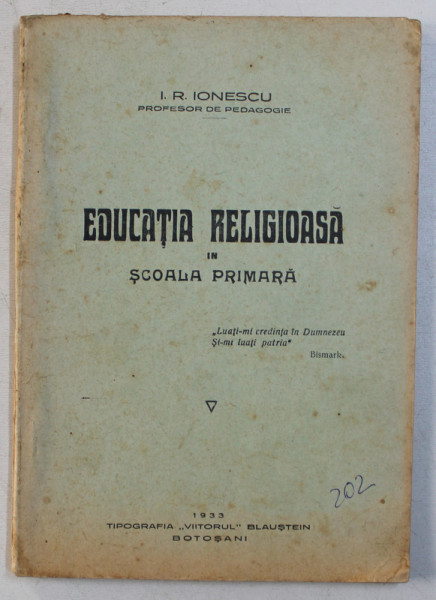 I. R. IONESCU
PROFESOR DE PEDAGOGIE
EDUCAȚIA RELIGIOASĂ
IN
ȘCOALA PRIMARĂ
„Luați-mi credința în Dumnezeu
Și-mi luați patria"
Bismark.
202
1933
TIPOGRAFIA „VIITORUL" BLAUȘTEIN
BOTOȘANI